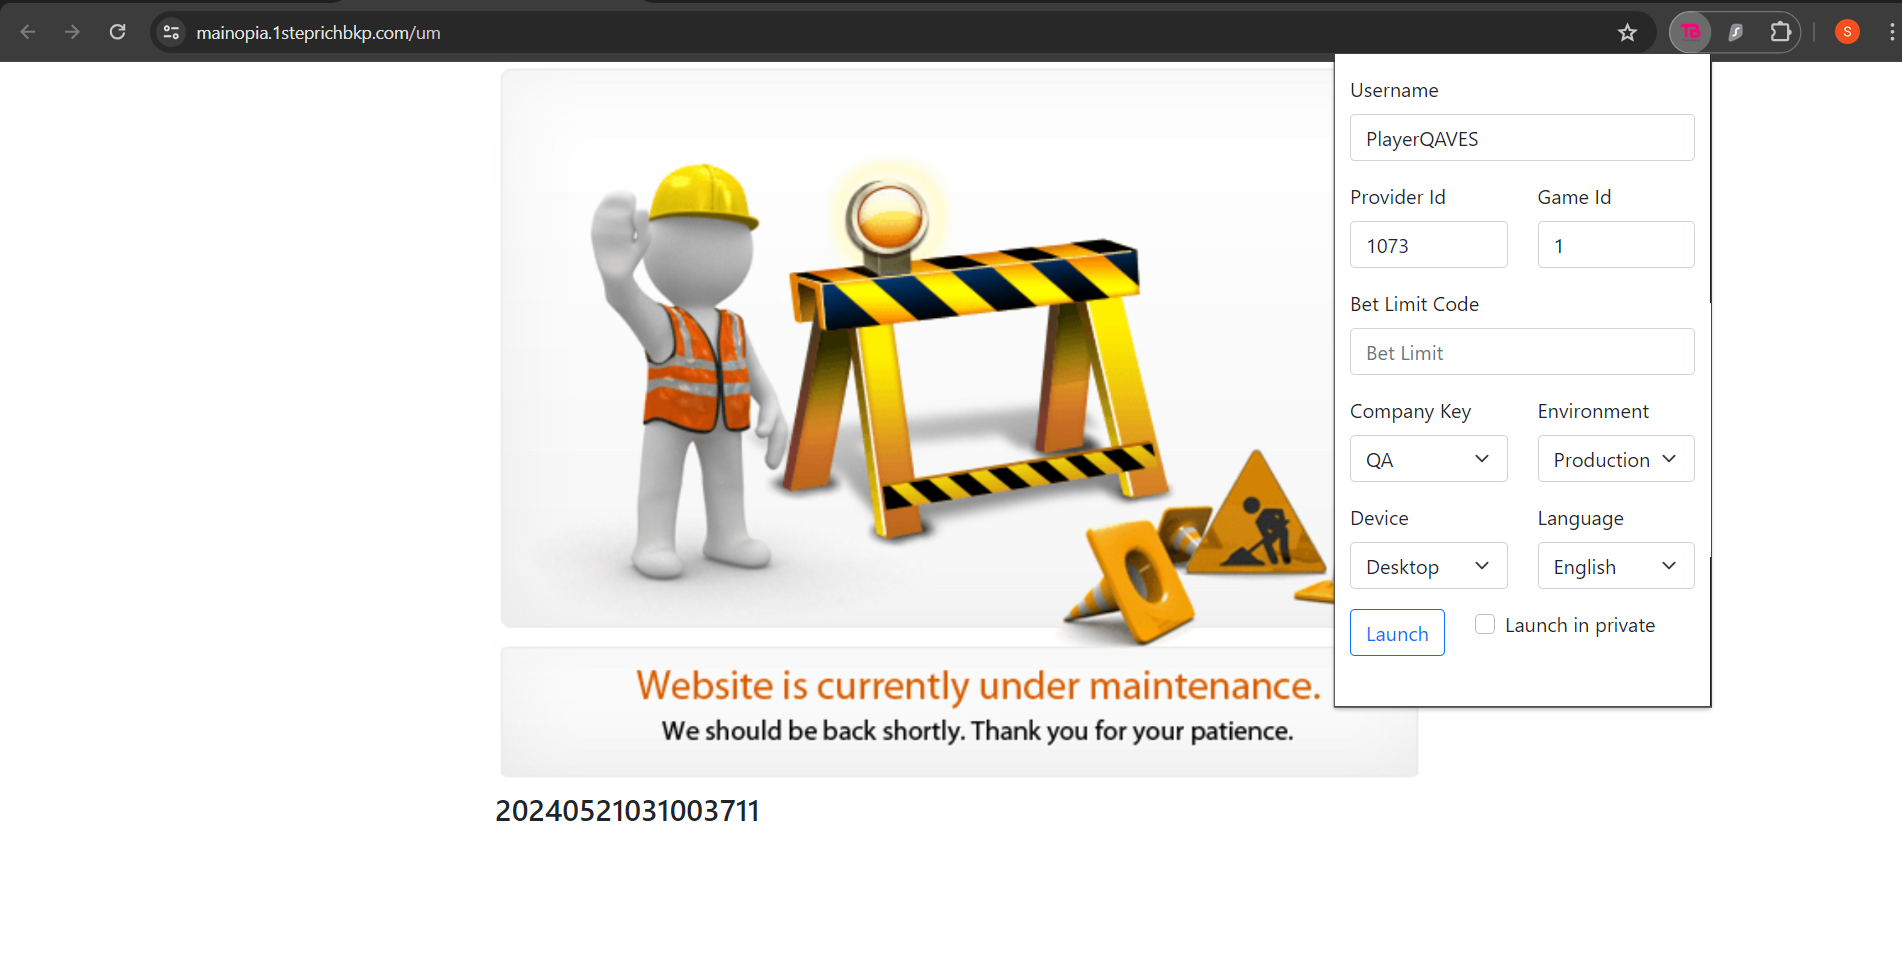 mainopia.1steprichbkp.com/um
TB
S
Username
PlayerQAVES
Provider Id
Game Id
1073
1
Bet Limit Code
Bet Limit
Company Key
Environment
QA
Production
Device
Language
Desktop
English
Launch
Launch in private
Website is currently under maintenance.
We should be back shortly. Thank you for your patience.
20240521031003711